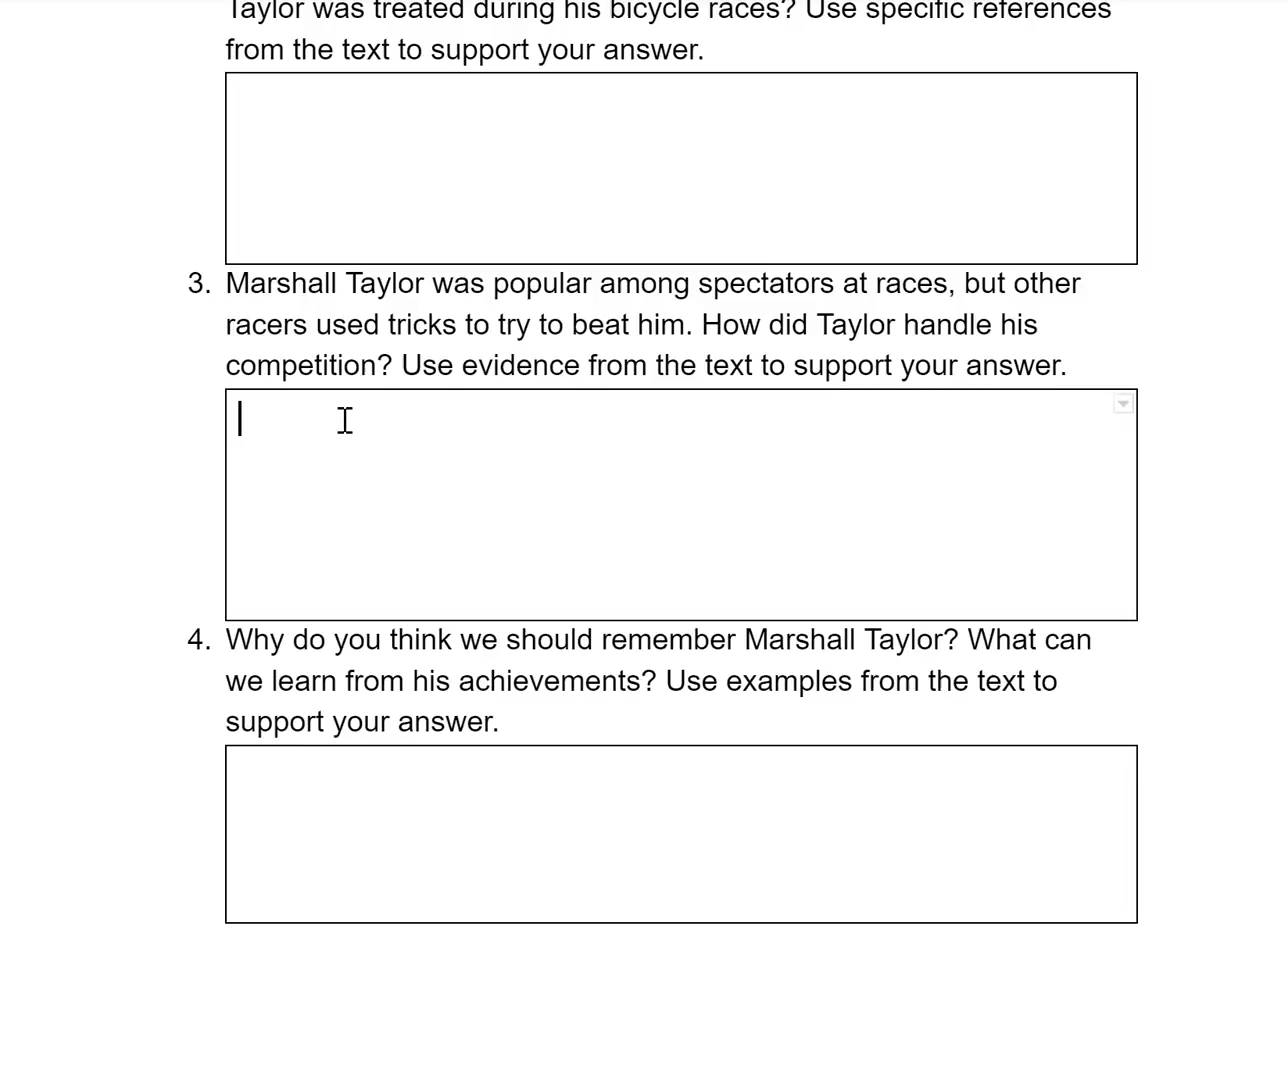 Taylor was treated during his bicycle races? Use specific references
from the text to support your answer.
3. Marshall Taylor was popular among spectators at races, but other
racers used tricks to try to beat him. How did Taylor handle his
competition? Use evidence from the text to support your answer.
4. Why do you think we should remember Marshall Taylor? What can
we learn from his achievements? Use examples from the text to
support your answer.